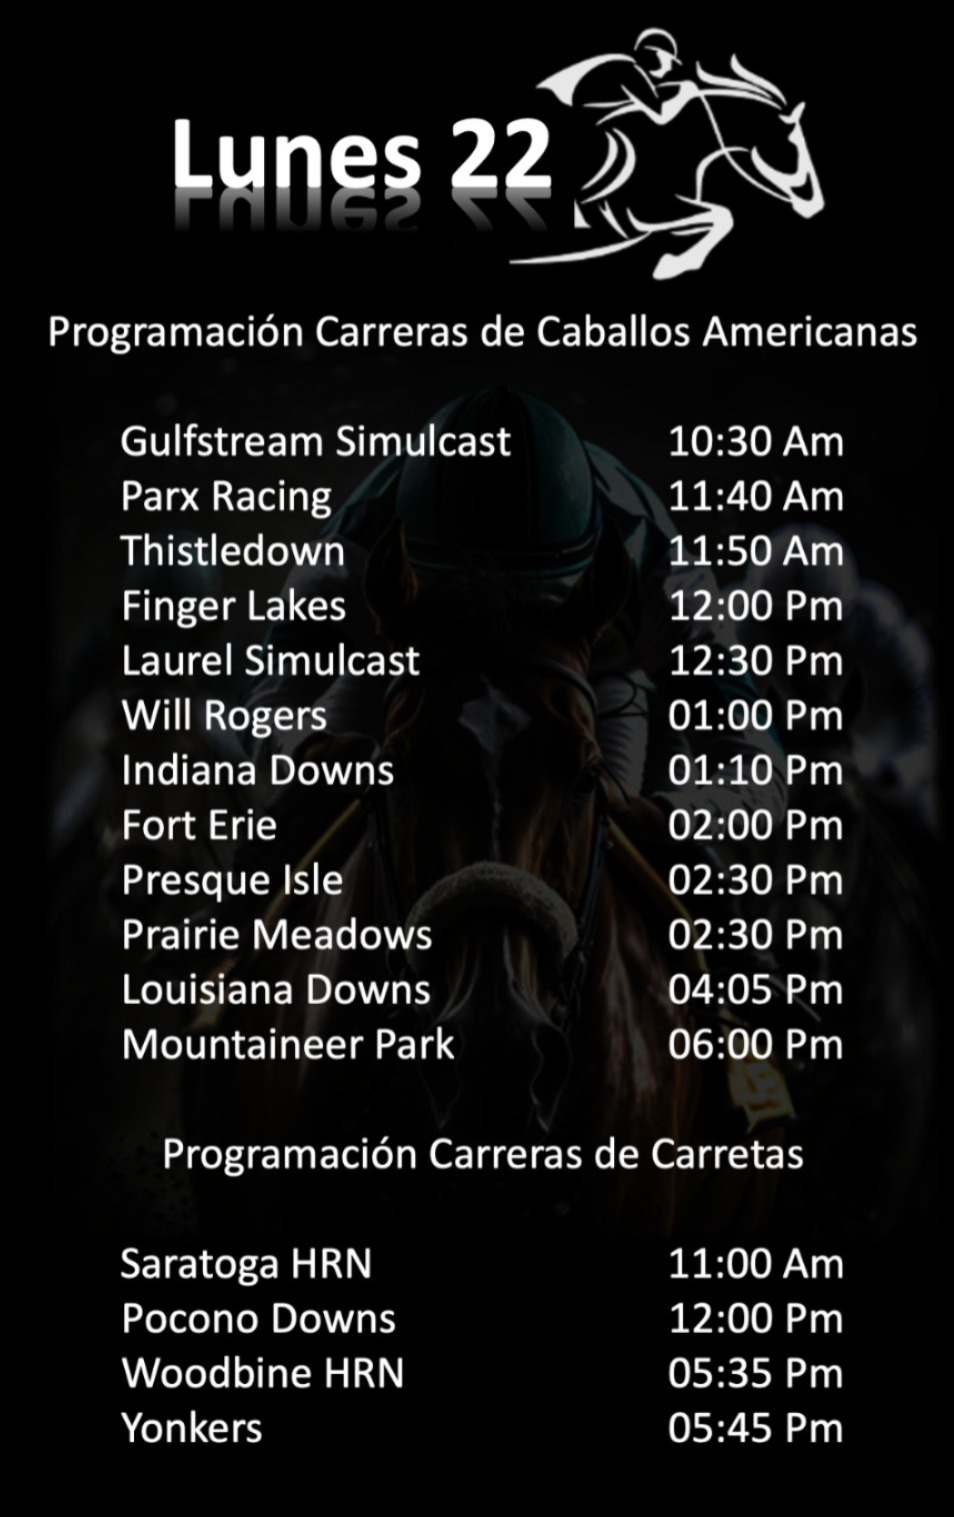 Lunes 22
Programación Carreras de Caballos Americanas
Gulfstream Simulcast 10:30 Am
Parx Racing 11:40 Am
Thistledown 11:50 Am
Finger Lakes 12:00 Pm
Laurel Simulcast 12:30 Pm
Will Rogers 01:00 Pm
Indiana Downs 01:10 Pm
Fort Erie 02:00 Pm
Presque Isle 02:30 Pm
Prairie Meadows 02:30 Pm
Louisiana Downs 04:05 Pm
Mountaineer Park 06:00 Pm
Programación Carreras de Carretas
Saratoga HRN 11:00 Am
Pocono Downs 12:00 Pm
Woodbine HRN 05:35 Pm
Yonkers 05:45 Pm